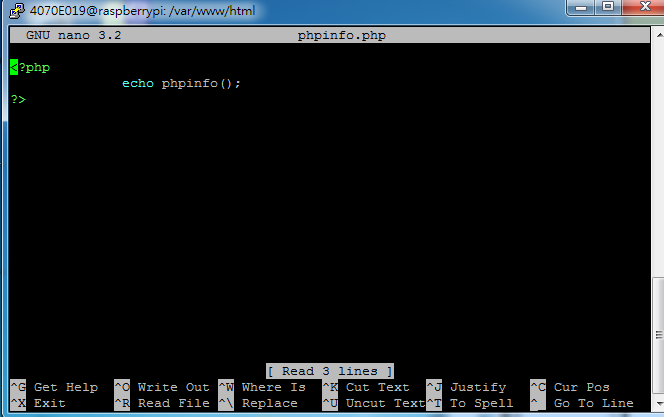 4070E019@raspberrypi: /var/www/html
GNU nano 3.2 phpinfo.php
<?php
echo phpinfo();
?>
[ Read 3 lines ]
^G Get Help ^O Write Out ^W Where Is ^K Cut Text ^J Justify ^C Cur Pos
^X Exit ^R Read File ^\ Replace ^U Uncut Text ^T To Spell ^_ Go To Line